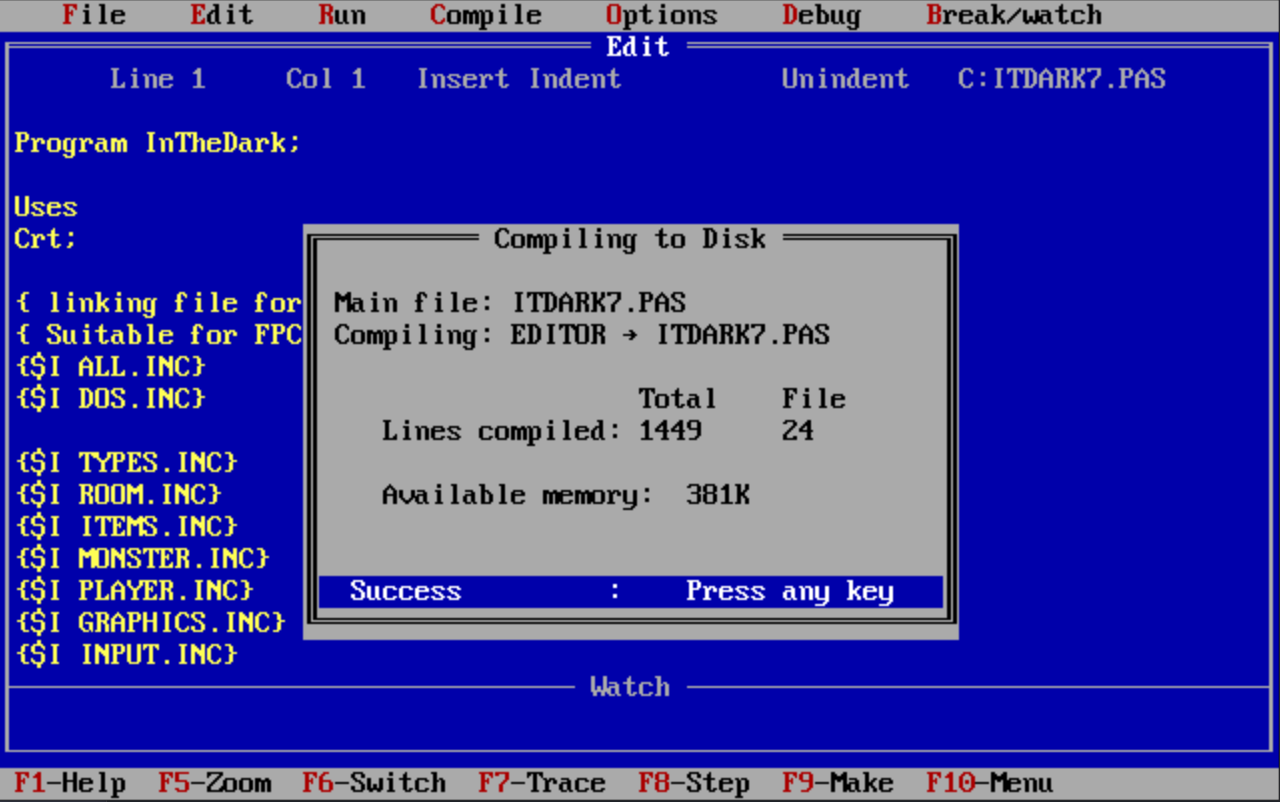 File Edit Run Compile Options Debug Break/watch
Edit
Line 1 Col 1 Insert Indent Unindent C:ITDARK7.PAS
Program InTheDark;
Uses
Crt;
{ linking file for
{ Suitable for FPC
{$I ALL.INC}
{$I DOS.INC}
{$I TYPES.INC}
{$I ROOM.INC}
{$I ITEMS.INC}
{$I MONSTER.INC}
{$I PLAYER.INC}
{$I GRAPHICS.INC}
{$I INPUT.INC}
Compiling to Disk
Main file: ITDARK7.PAS
Compiling: EDITOR → ITDARK7.PAS
Total File
Lines compiled: 1449 24
Available memory: 381K
Success : Press any key
Watch
F1-Help F5-Zoom F6-Switch F7-Trace F8-Step F9-Make F10-Menu